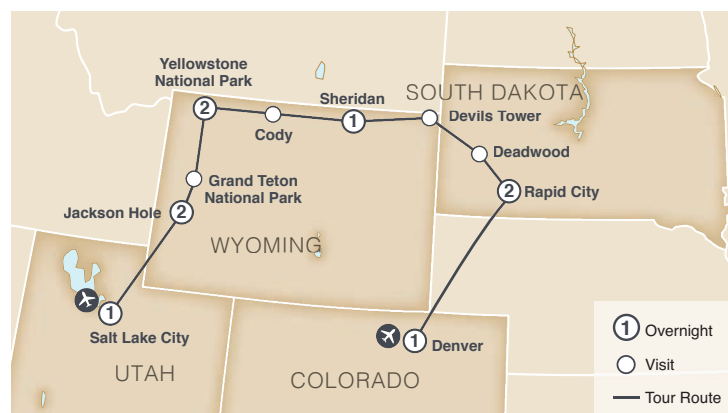 Yellowstone
National Park
2
Cody
Sheridan
1
SOUTH DAKOTA
Devils Tower
Deadwood
2
Rapid City
Grand Teton
National Park
Jackson Hole
2
WYOMING
1
Salt Lake City
UTAH
1
Denver
COLORADO
1 Overnight
Visit
Tour Route